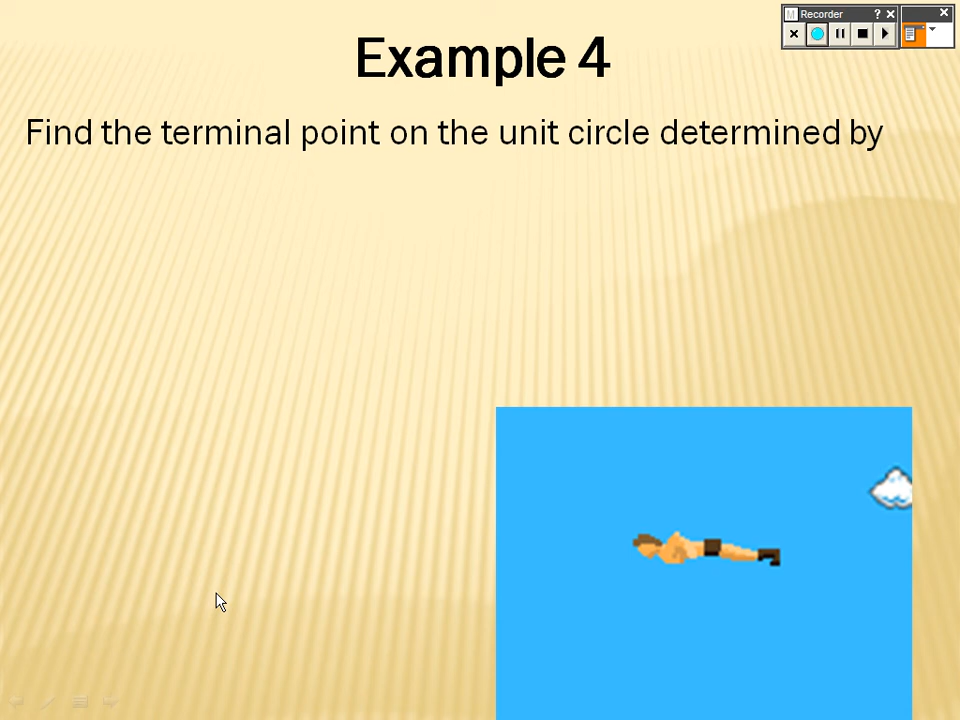 Recorder
Example 4
Find the terminal point on the unit circle determined by